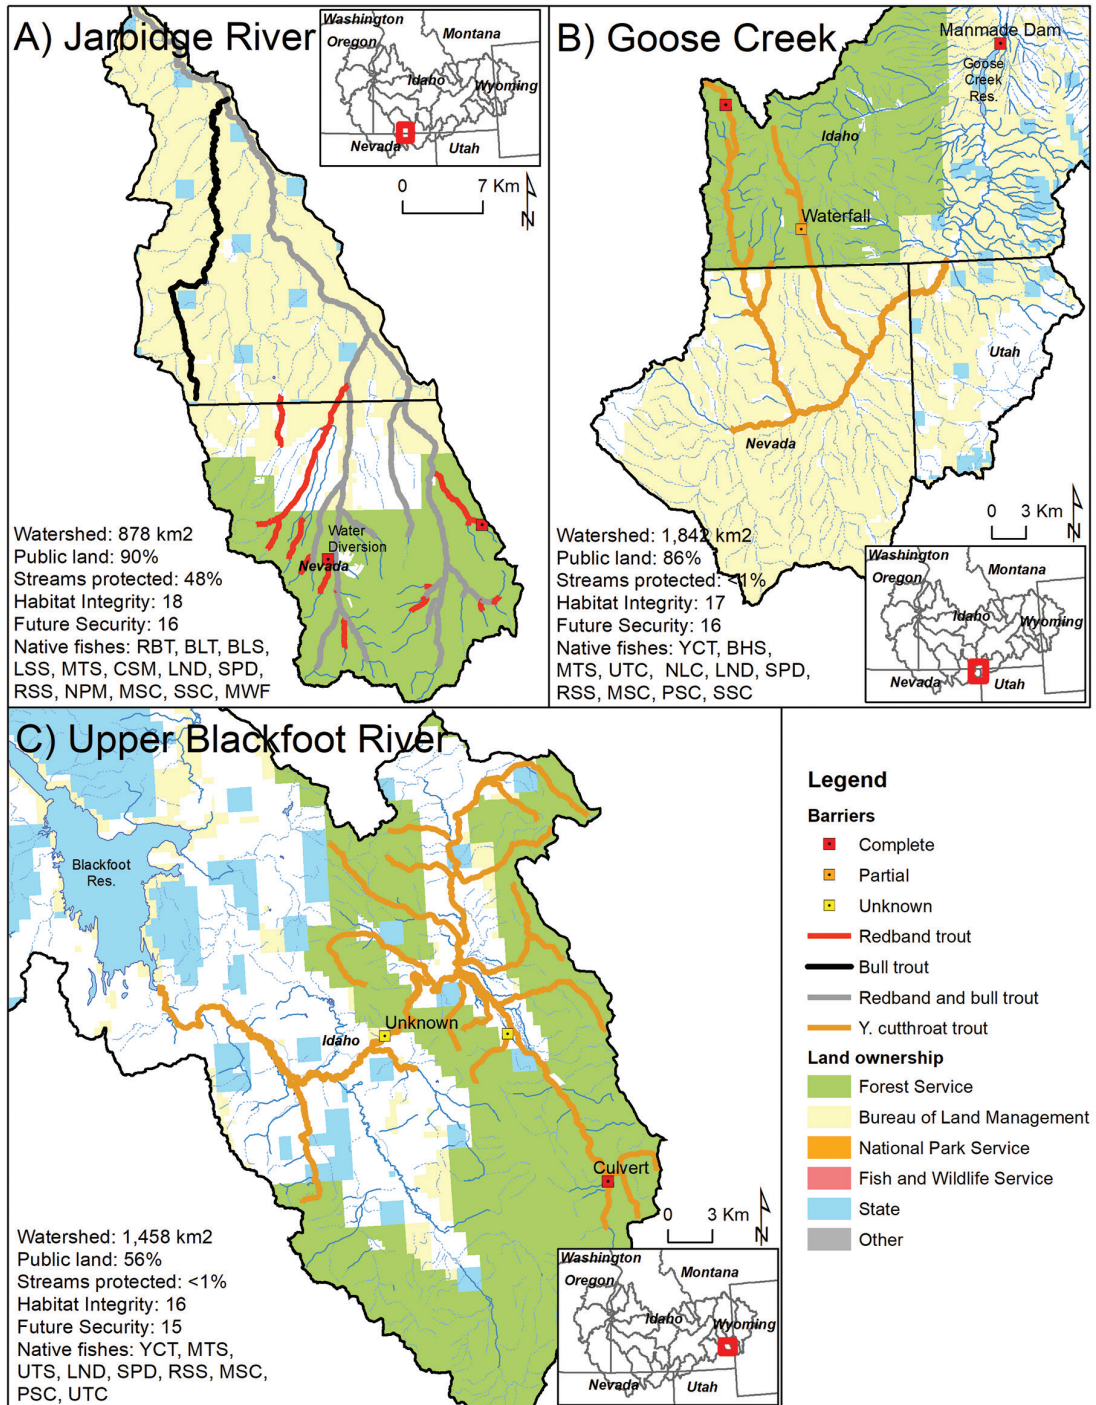 A) Jarbidge River
Washington
Oregon
Montana
Idaho
Wyoming
Nevada
Utah
0 7 Km
N
Water
Diversion
Nevada
Watershed: 878 km2
Public land: 90%
Streams protected: 48%
Habitat Integrity: 18
Future Security: 16
Native fishes: RBT, BLT, BLS,
LSS, MTS, CSM, LND, SPD,
RSS, NPM, MSC, SSC, MWF
B) Goose Creek
Manmade Dam
Goose
Creek
Res.
Idaho
Waterfall
Utah
Nevada
0 3 Km
N
Watershed: 1,842 km2
Public land: 86%
Streams protected: <1%
Habitat Integrity: 17
Future Security: 16
Native fishes: YCT, BHS,
MTS, UTC, NLC, LND, SPD,
RSS, MSC, PSC, SSC
Washington
Oregon
Montana
Idaho
Wyoming
Nevada
Utah
C) Upper Blackfoot River
Blackfoot
Res.
Unknown
Idaho
Culvert
0 3 Km
N
Watershed: 1,458 km2
Public land: 56%
Streams protected: <1%
Habitat Integrity: 16
Future Security: 15
Native fishes: YCT, MTS,
UTS, LND, SPD, RSS, MSC,
PSC, UTC
Washington
Oregon
Montana
Idaho
Wyoming
Nevada
Utah
Legend
Barriers
Complete
Partial
Unknown
Redband trout
Bull trout
Redband and bull trout
Y. cutthroat trout
Land ownership
Forest Service
Bureau of Land Management
National Park Service
Fish and Wildlife Service
State
Other